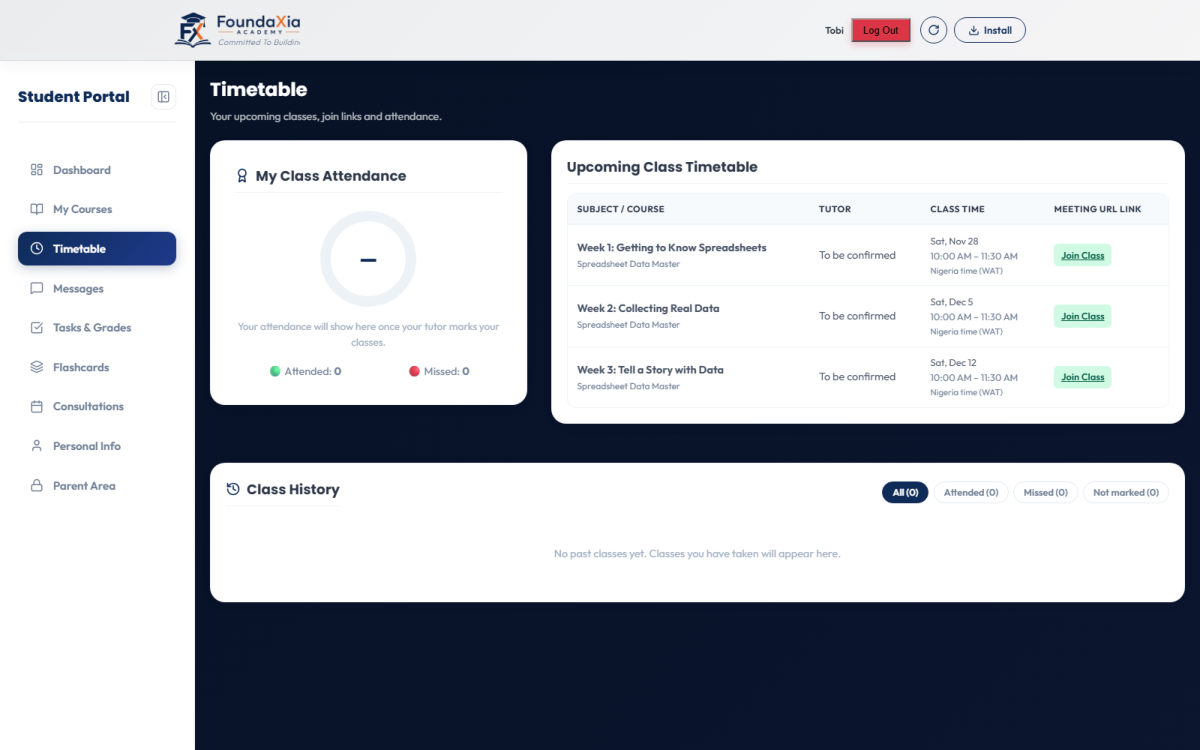 FoundaXia
ACADEMY
Committed To Buildin
Tobi
Log Out
Install
Student Portal
Dashboard
My Courses
Timetable
Messages
Tasks & Grades
Flashcards
Consultations
Personal Info
Parent Area
Timetable
Your upcoming classes, join links and attendance.
My Class Attendance
–
Your attendance will show here once your tutor marks your
classes.
Attended: 0
Missed: 0
Upcoming Class Timetable
SUBJECT / COURSE TUTOR CLASS TIME MEETING URL LINK
Week 1: Getting to Know Spreadsheets
Spreadsheet Data Master
To be confirmed
Sat, Nov 28
10:00 AM – 11:30 AM
Nigeria time (WAT)
Join Class
Week 2: Collecting Real Data
Spreadsheet Data Master
To be confirmed
Sat, Dec 5
10:00 AM – 11:30 AM
Nigeria time (WAT)
Join Class
Week 3: Tell a Story with Data
Spreadsheet Data Master
To be confirmed
Sat, Dec 12
10:00 AM – 11:30 AM
Nigeria time (WAT)
Join Class
Class History
All (0) Attended (0) Missed (0) Not marked (0)
No past classes yet. Classes you have taken will appear here.